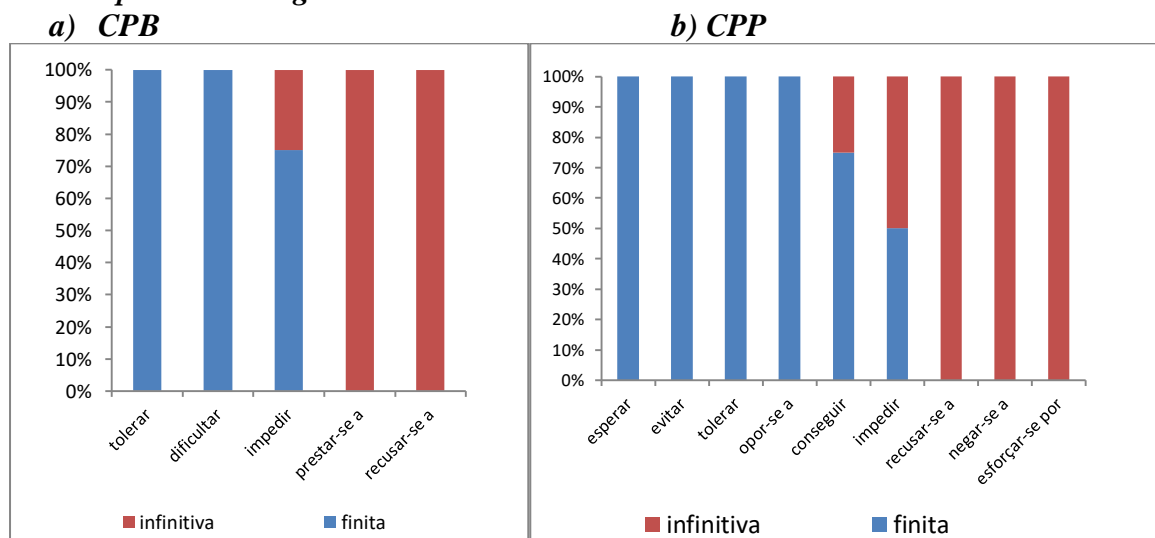 a) CPB
b) CPP
100%
90%
80%
70%
60%
50%
40%
30%
20%
10%
0%
tolerar
dificultar
impedir
prestar-se a
recusar-se a
infinitiva
finita
100%
90%
80%
70%
60%
50%
40%
30%
20%
10%
0%
esperar
evitar
tolerar
opor-se a
conseguir
impedir
recusar-se a
negar-se a
esforçar-se por
infinitiva
finita